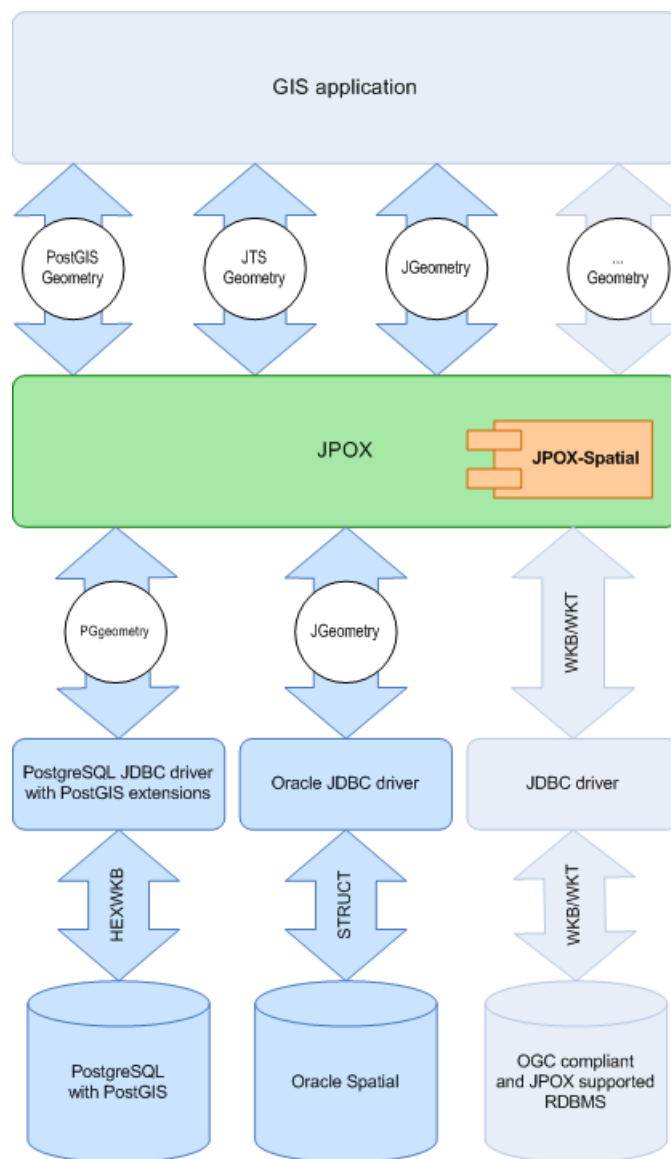 GIS application
PostGIS
Geometry
JTS
Geometry
JGeometry
...
Geometry
JPOX
JPOX-Spatial
PGgeometry
JGeometry
WKB/WKT
PostgreSQL JDBC driver
with PostGIS extensions
Oracle JDBC driver
JDBC driver
HEXWKB
STRUCT
WKB/WKT
PostgreSQL
with PostGIS
Oracle Spatial
OGC compliant
and JPOX supported
RDBMS